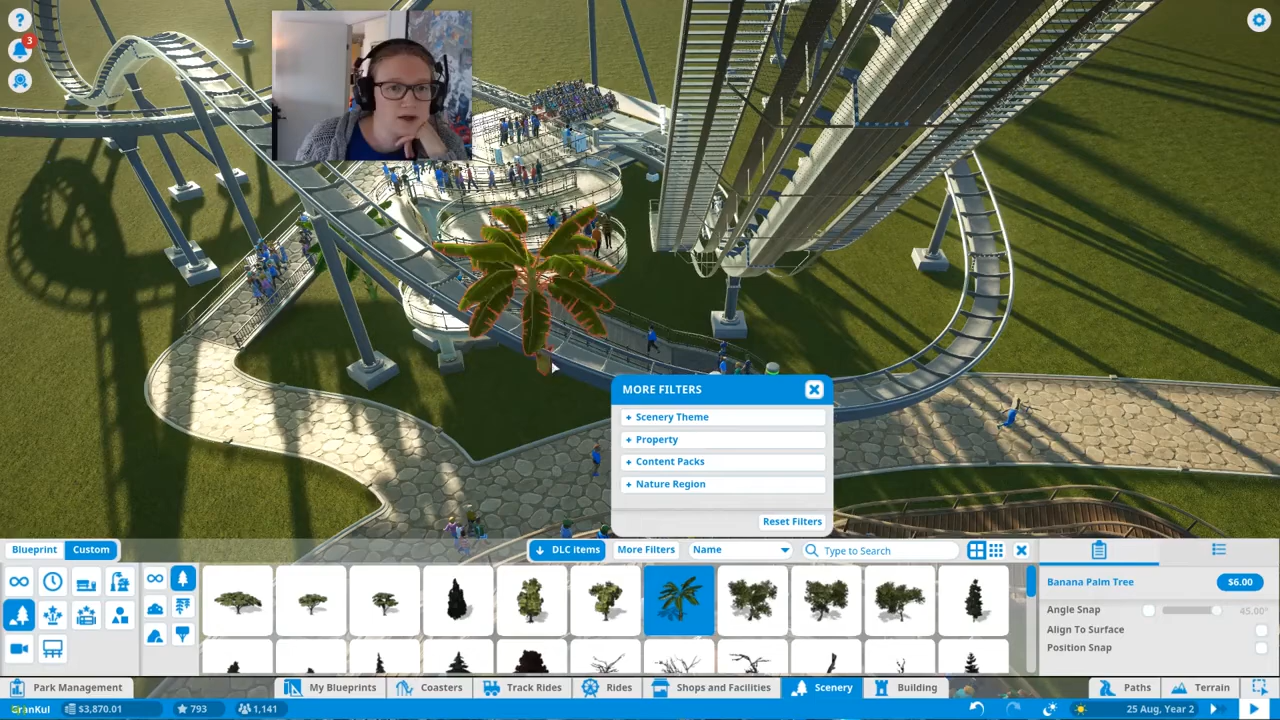 ?
3
MORE FILTERS
+ Scenery Theme
+ Property
+ Content Packs
+ Nature Region
Reset Filters
Blueprint Custom DLC items More Filters Name Type to Search
Banana Palm Tree $6.00
Angle Snap 45.00°
Align To Surface
Position Snap
Park Management My Blueprints Coasters Track Rides Rides Shops and Facilities Scenery Building Paths Terrain
GranKul $3,870.01 793 1,141 25 Aug, Year 2